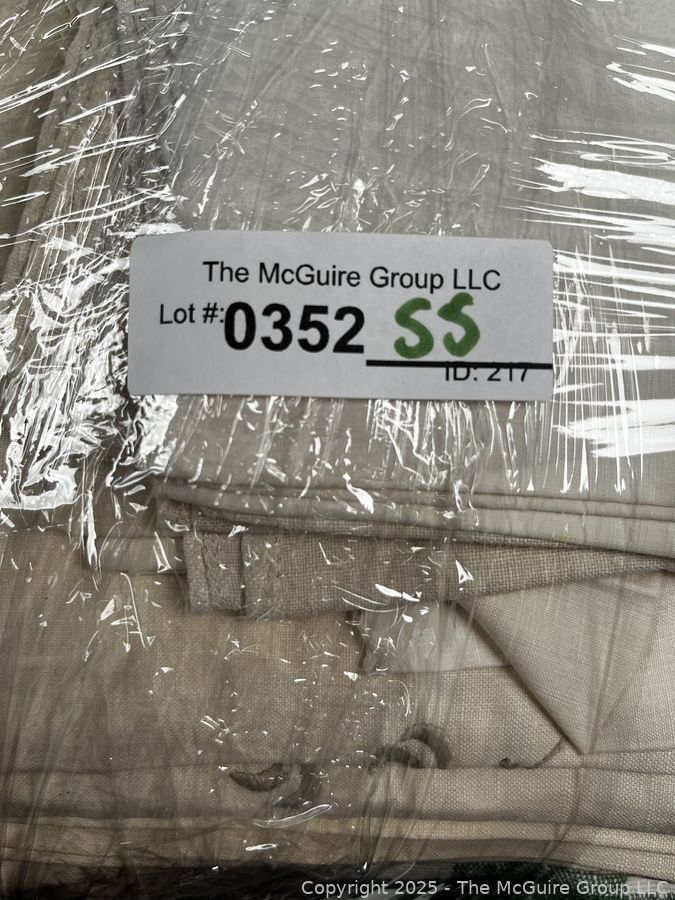 The McGuire Group LLC
Lot #:0352 SS
ID: 217
Copyright 2025 - The McGuire Group LLC